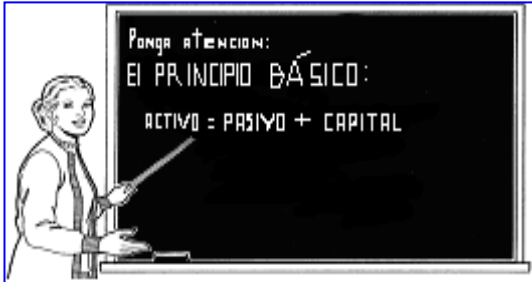 Ponga atencion:
El PRINCIPIO BÁSICO:
ACTIVO = PASIVO + CAPITAL